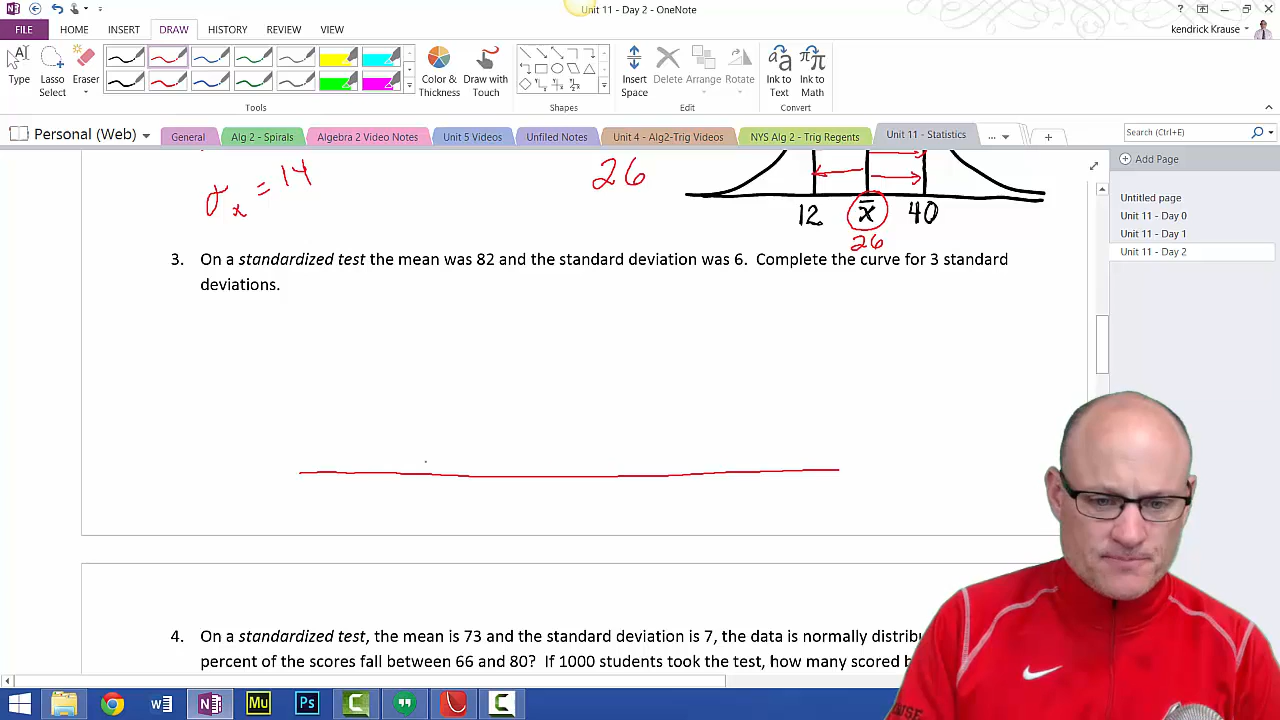 Unit 11 - Day 2 - OneNote
FILE HOME INSERT DRAW HISTORY REVIEW VIEW
kendrick Krause
Type Lasso Select Eraser Color & Thickness Draw with Touch Insert Space Delete Arrange Rotate Ink to Text Ink to Math
Tools Shapes Edit Convert
Personal (Web) General Alg 2 - Spirals Algebra 2 Video Notes Unit 5 Videos Unfiled Notes Unit 4 - Alg2-Trig Videos NYS Alg 2 - Trig Regents Unit 11 - Statistics ... Search (Ctrl+E)
Add Page
Untitled page
Unit 11 - Day 0
Unit 11 - Day 1
Unit 11 - Day 2
σx = 14 26
12 x̄ 40
26
3. On a standardized test the mean was 82 and the standard deviation was 6. Complete the curve for 3 standard
deviations.
4. On a standardized test, the mean is 73 and the standard deviation is 7, the data is normally distribu
percent of the scores fall between 66 and 80? If 1000 students took the test, how many scored
Mu Ps